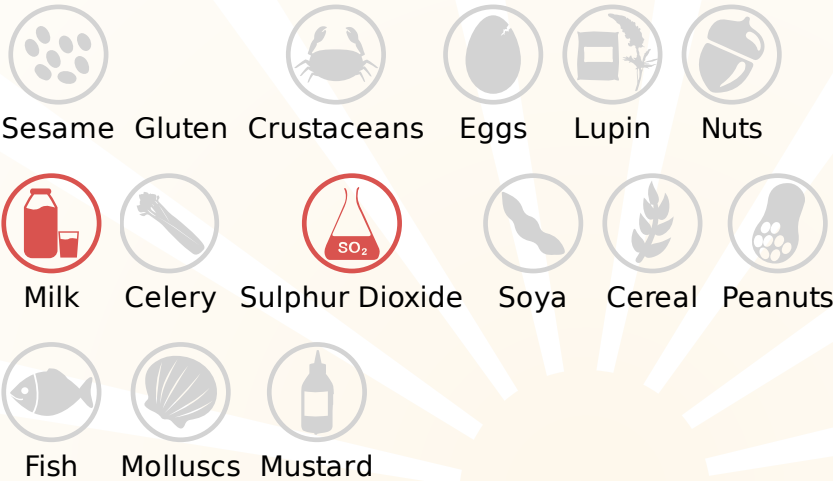 Sesame Gluten Crustaceans Eggs Lupin Nuts
SO₂
Milk Celery Sulphur Dioxide Soya Cereal Peanuts
Fish Molluscs Mustard